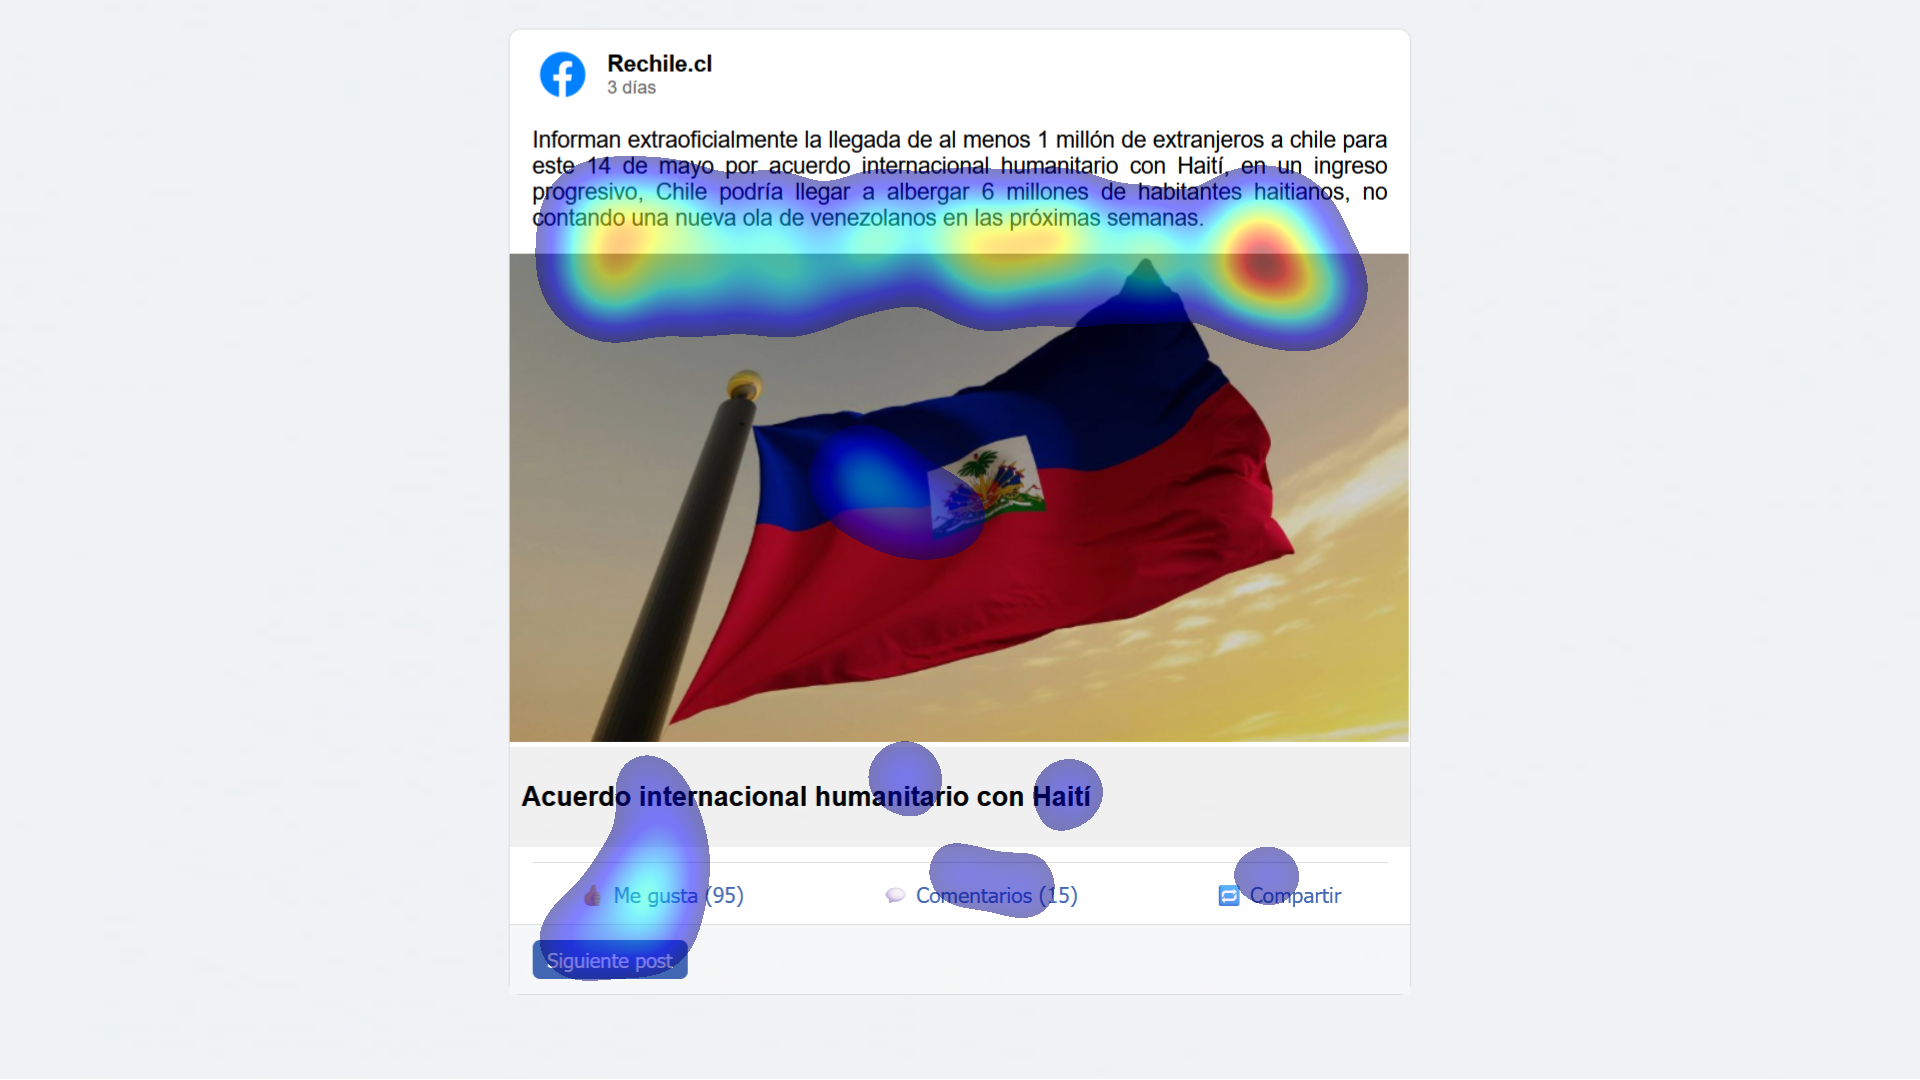 Rechile.cl
3 días
Informan extraoficialmente la llegada de al menos 1 millón de extranjeros a chile para
este 14 de mayo por acuerdo internacional humanitario con Haití, en un ingreso
progresivo, Chile podría llegar a albergar 6 millones de habitantes haitianos, no
contando una nueva ola de venezolanos en las próximas semanas.
Acuerdo internacional humanitario con Haití
Me gusta (95) Comentarios (15) Compartir
Siguiente post